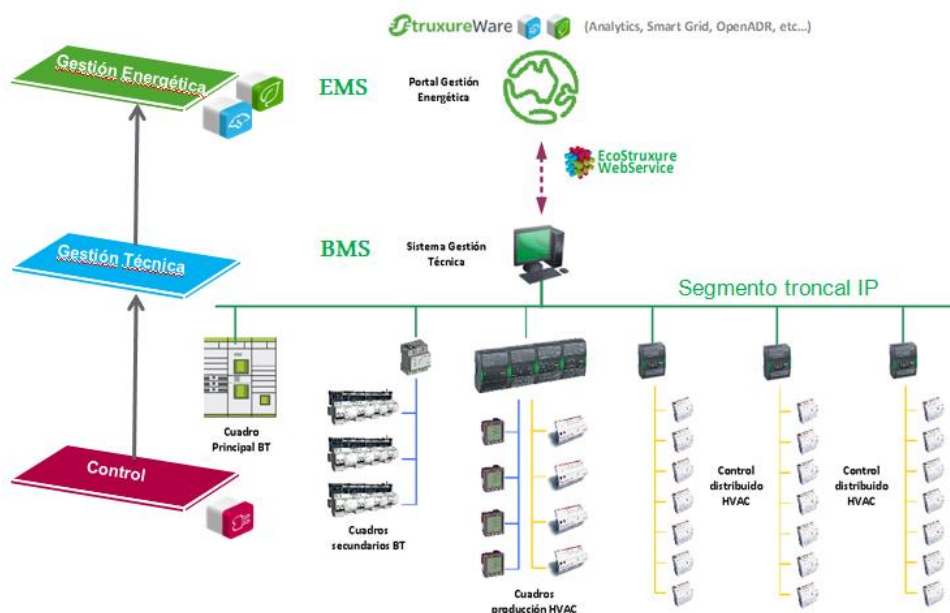 StruxureWare (Analytics, Smart Grid, OpenADR, etc...)
Gestión Energética
EMS
Portal Gestión
Energética
EcoStruxure
WebService
Gestión Técnica
BMS
Sistema Gestión
Técnica
Segmento troncal IP
Cuadro
Principal BT
Control
Cuadros
secundarios BT
Cuadros
producción HVAC
Control
distribuido
HVAC
Control
distribuido
HVAC